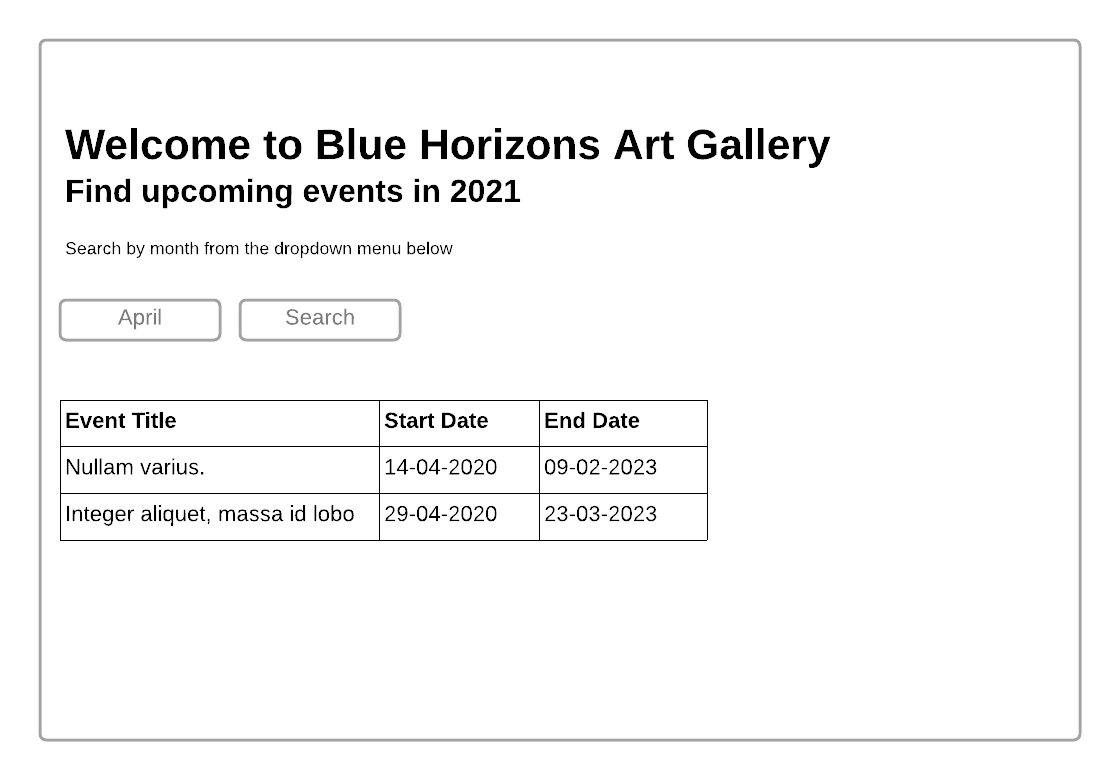 Welcome to Blue Horizons Art Gallery
Find upcoming events in 2021
Search by month from the dropdown menu below
April Search
Event Title Start Date End Date
Nullam varius. 14-04-2020 09-02-2023
Integer aliquet, massa id lobo 29-04-2020 23-03-2023